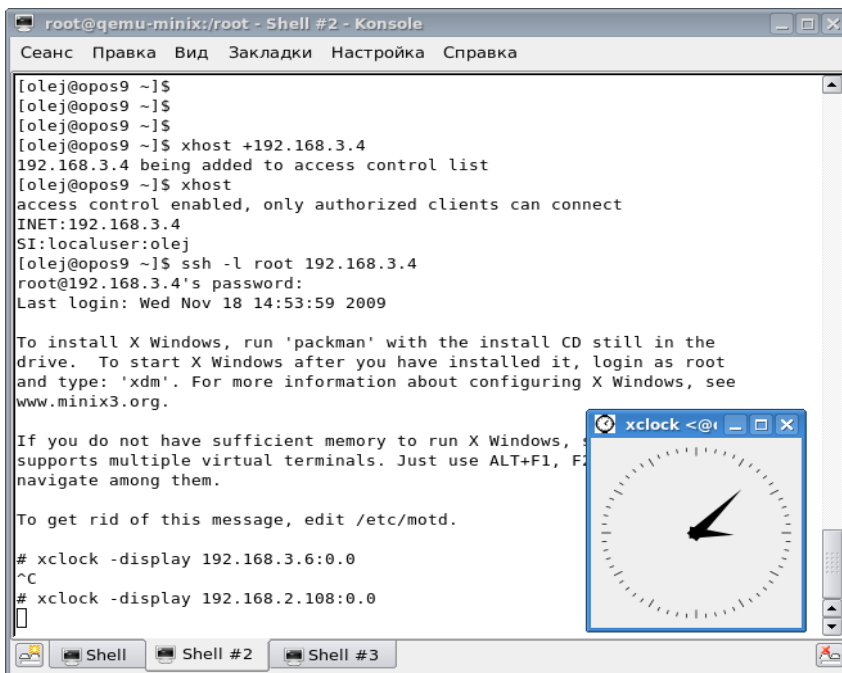 root@qemu-minix:/root - Shell #2 - Konsole
Сеанс Правка Вид Закладки Настройка Справка
[olej@opos9 ~]$
[olej@opos9 ~]$
[olej@opos9 ~]$
[olej@opos9 ~]$ xhost +192.168.3.4
192.168.3.4 being added to access control list
[olej@opos9 ~]$ xhost
access control enabled, only authorized clients can connect
INET:192.168.3.4
SI:localuser:olej
[olej@opos9 ~]$ ssh -l root 192.168.3.4
root@192.168.3.4's password:
Last login: Wed Nov 18 14:53:59 2009
To install X Windows, run 'packman' with the install CD still in the
drive.  To start X Windows after you have installed it, login as root
and type: 'xdm'. For more information about configuring X Windows, see
www.minix3.org.
If you do not have sufficient memory to run X Windows,
supports multiple virtual terminals. Just use ALT+F1,
navigate among them.
To get rid of this message, edit /etc/motd.
# xclock -display 192.168.3.6:0.0
^C
# xclock -display 192.168.2.108:0.0
xclock <@
Shell
Shell #2
Shell #3